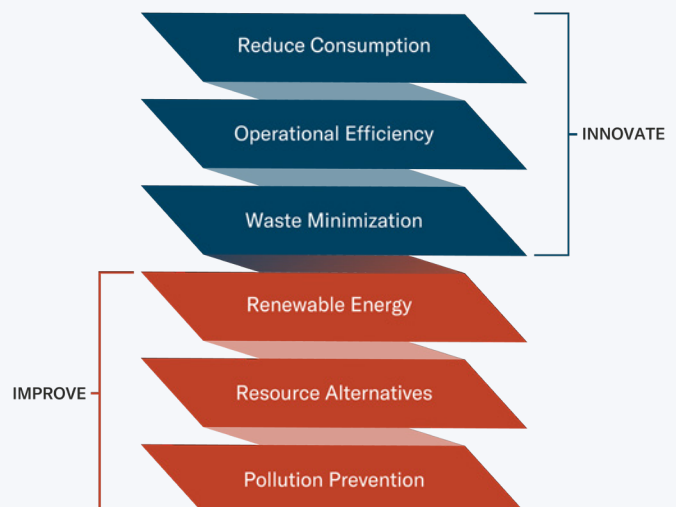 Reduce Consumption
Operational Efficiency
INNOVATE
Waste Minimization
Renewable Energy
IMPROVE
Resource Alternatives
Pollution Prevention